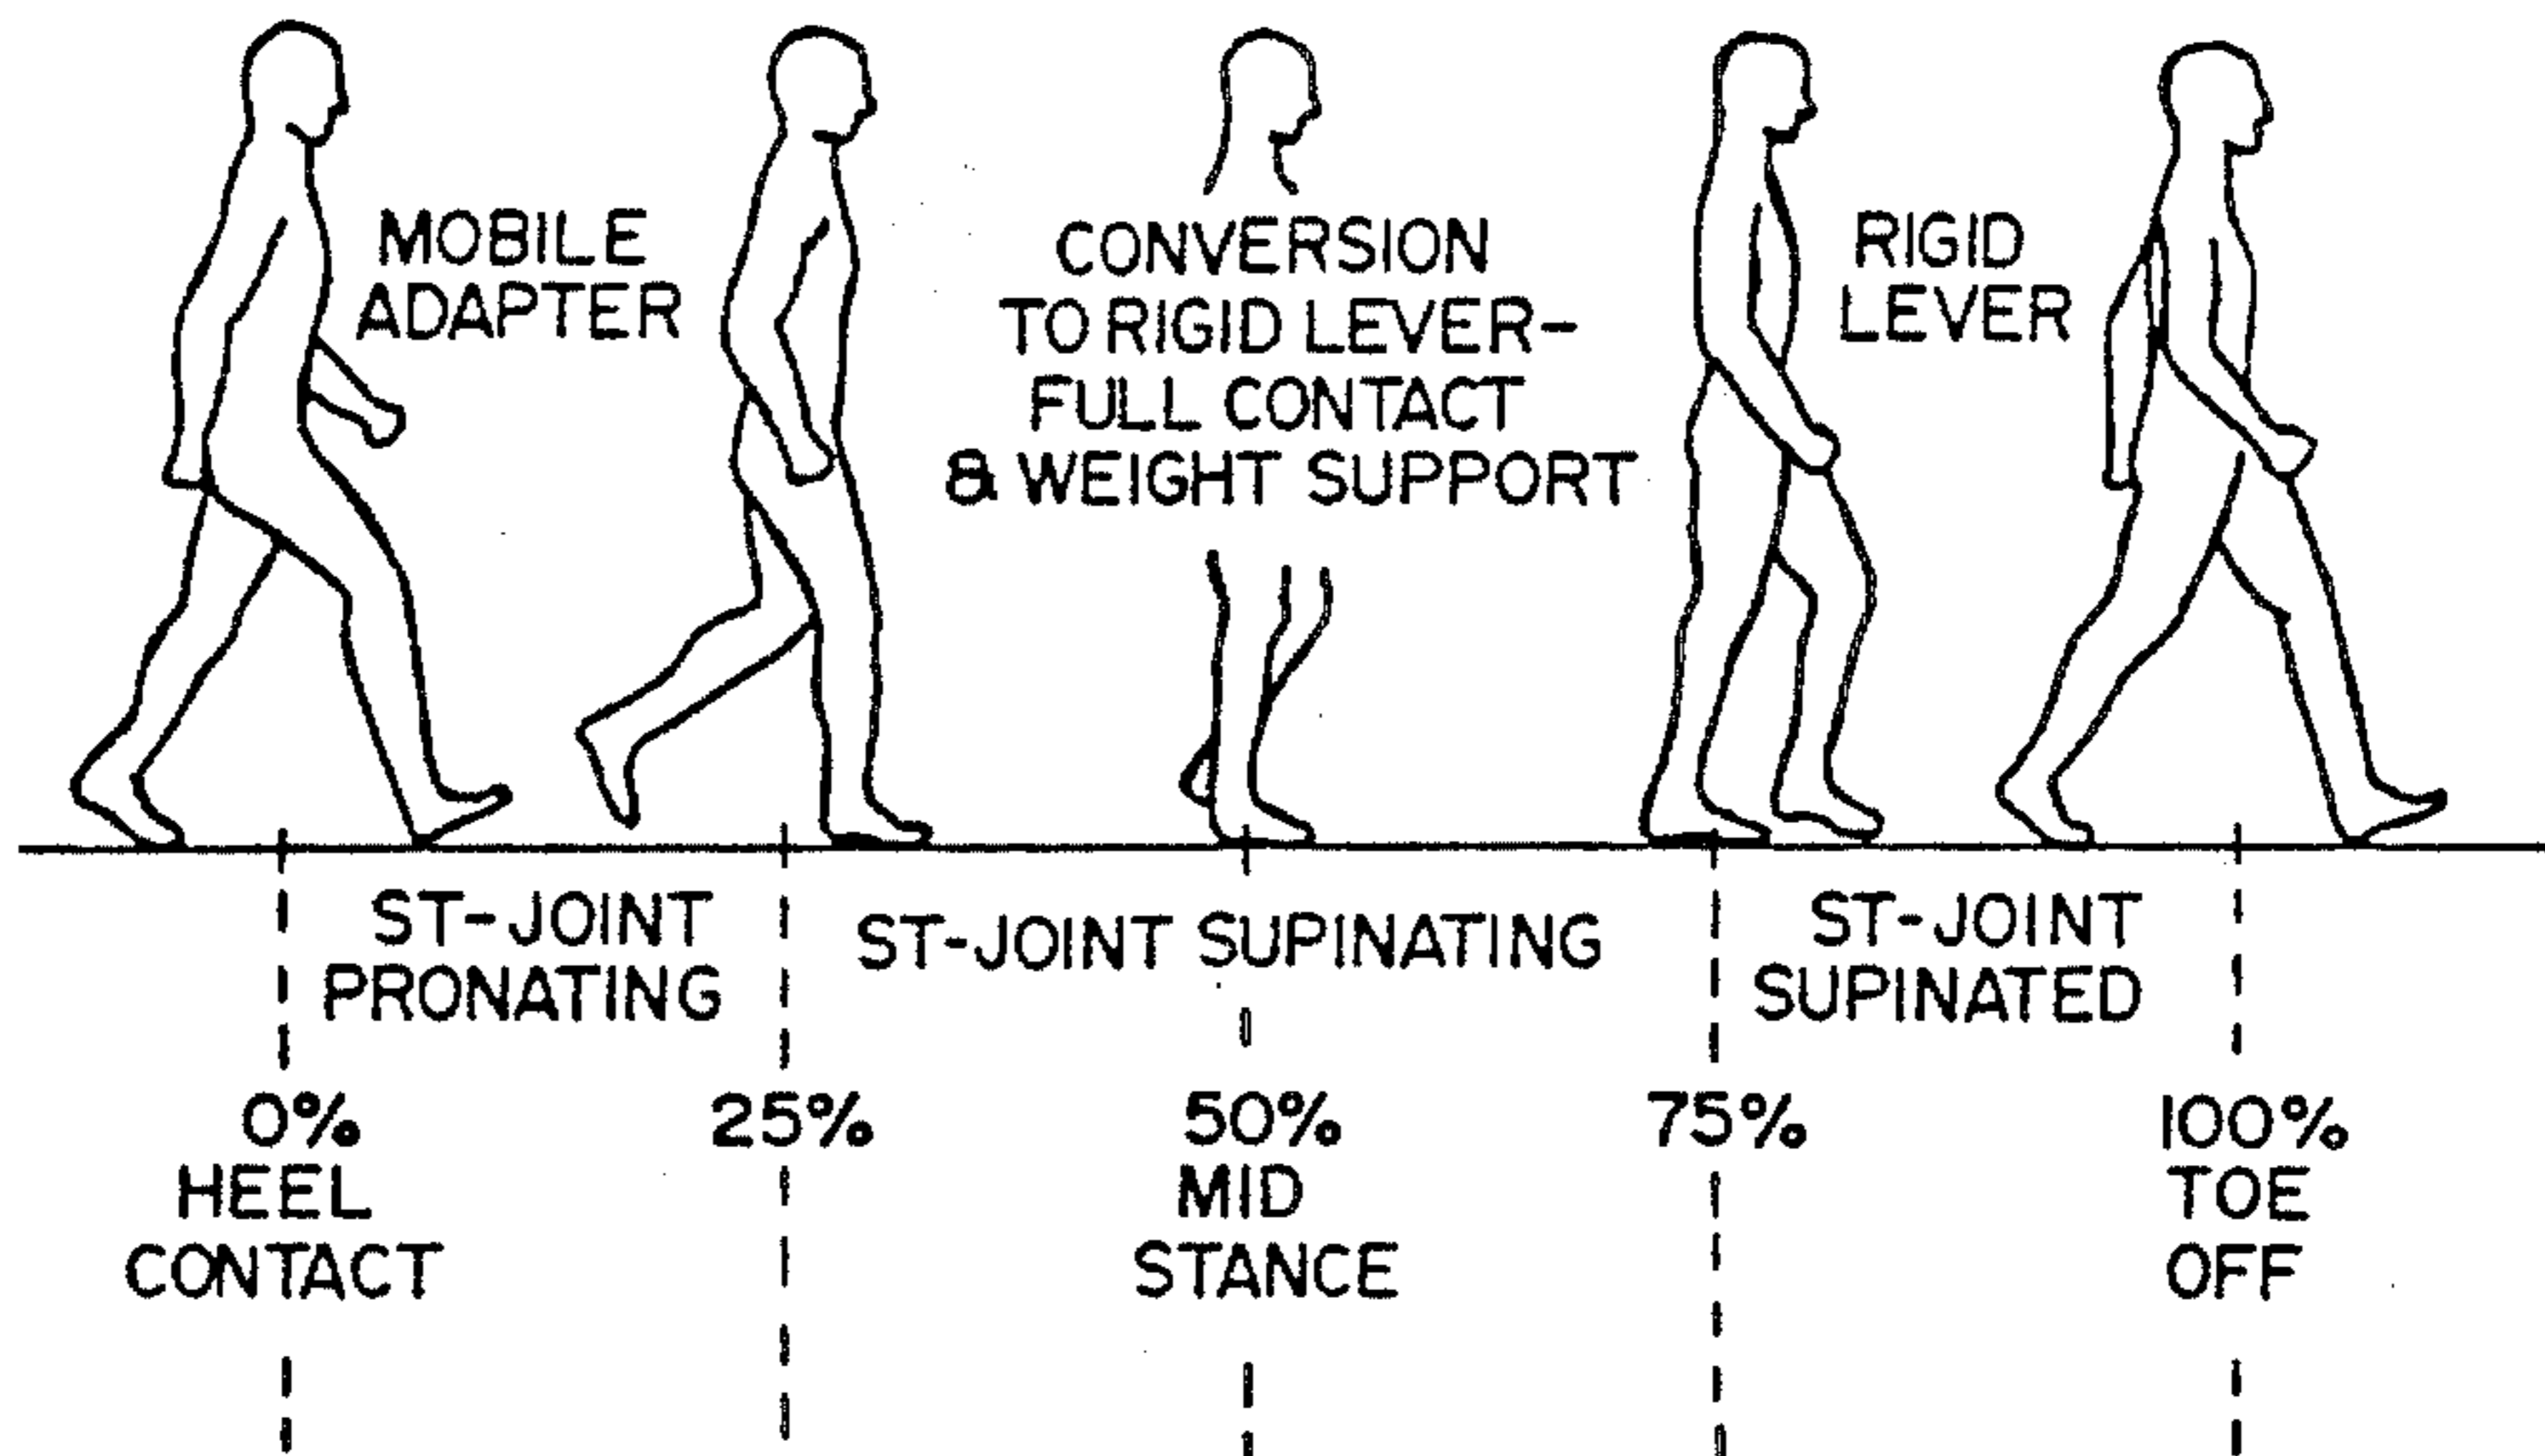 MOBILE
ADAPTER
CONVERSION
TO RIGID LEVER-
FULL CONTACT
& WEIGHT SUPPORT
RIGID
LEVER
ST-JOINT
PRONATING
ST-JOINT SUPINATING
ST-JOINT
SUPINATED
0%
HEEL
CONTACT
25%
50%
MID
STANCE
75%
100%
TOE
OFF